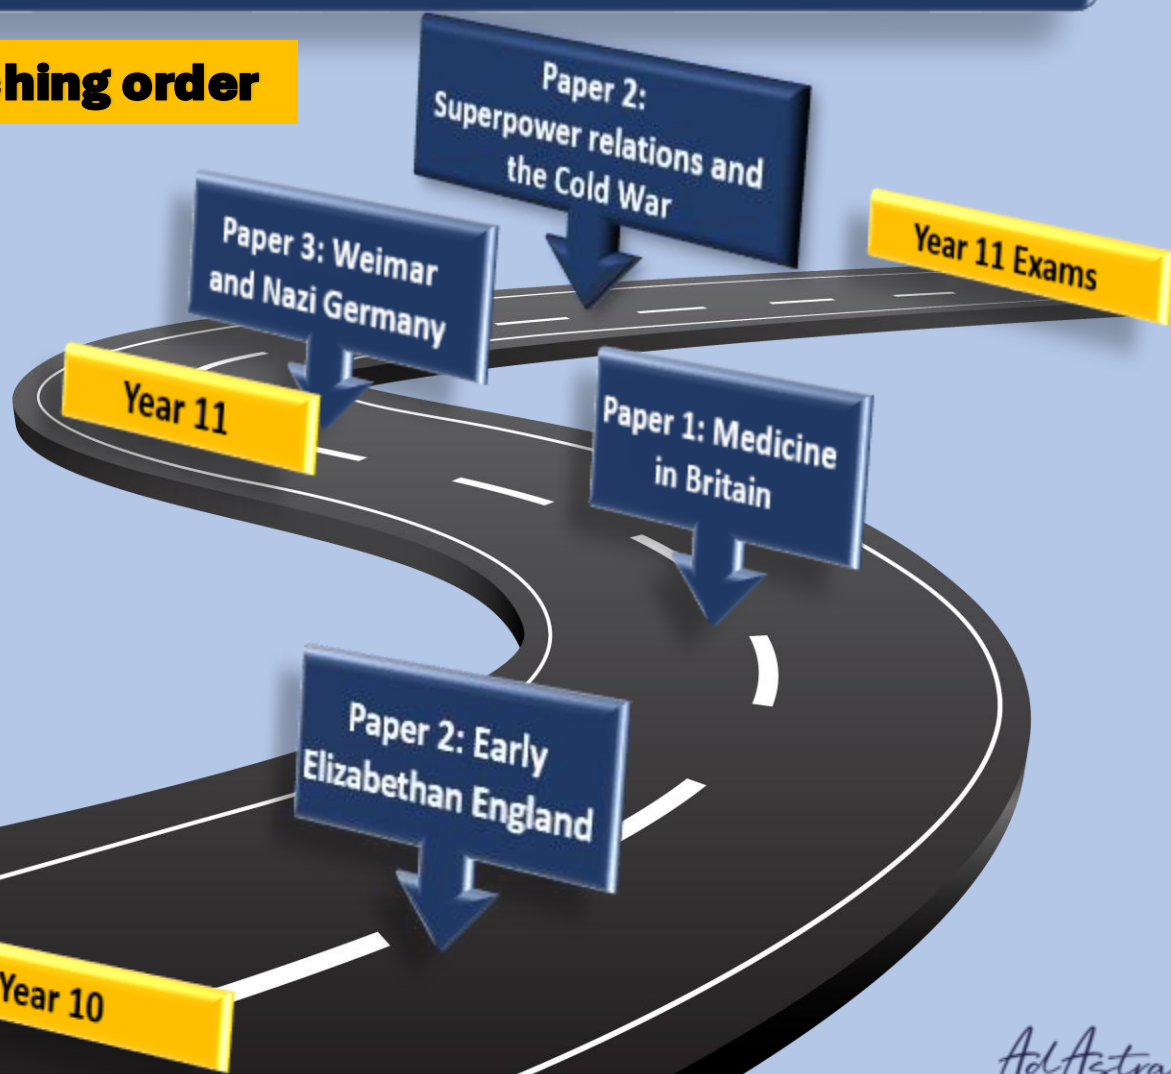 hing order
Paper 2:
Superpower relations and
the Cold War
Paper 3: Weimar
and Nazi Germany
Year 11 Exams
Year 11
Paper 1: Medicine
in Britain
Paper 2: Early
Elizabethan England
Year 10
AdAstra